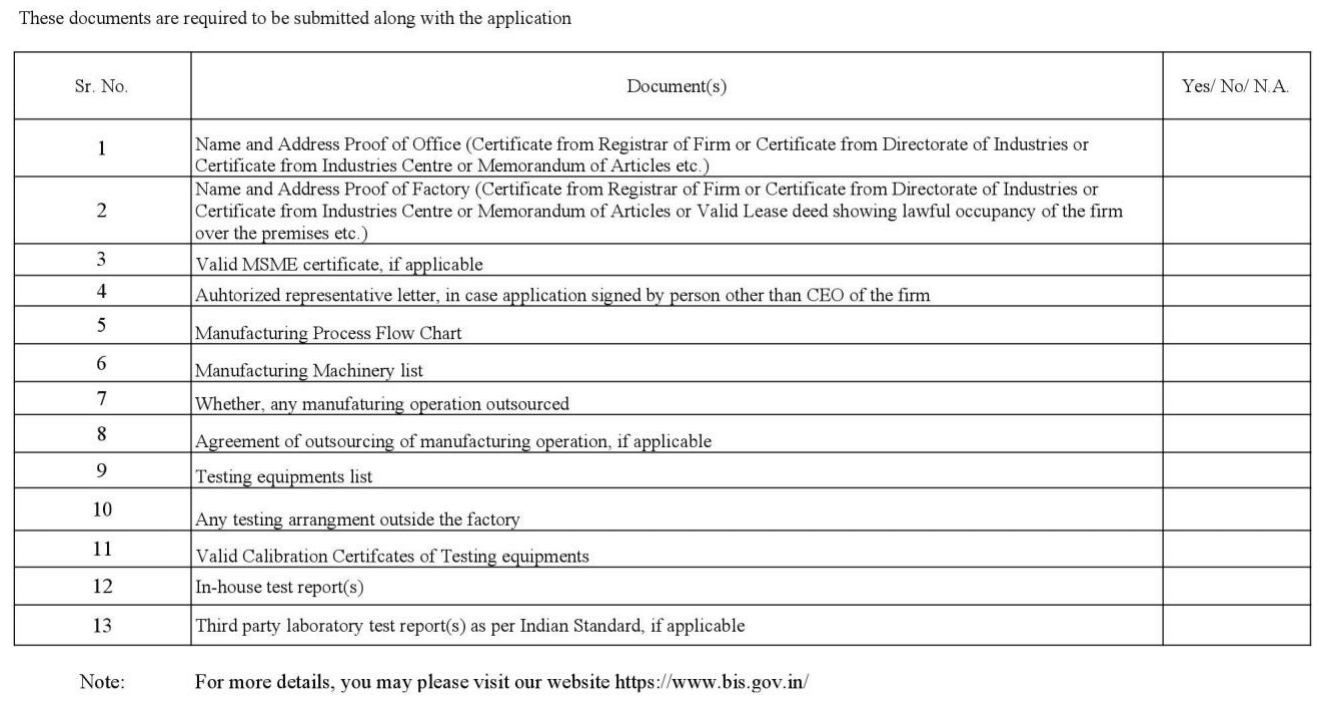 These documents are required to be submitted along with the application
Sr. No. Document(s) Yes/ No/ N.A.
1 Name and Address Proof of Office (Certificate from Registrar of Firm or Certificate from Directorate of Industries or
Certificate from Industries Centre or Memorandum of Articles etc.)
2 Name and Address Proof of Factory (Certificate from Registrar of Firm or Certificate from Directorate of Industries or
Certificate from Industries Centre or Memorandum of Articles or Valid Lease deed showing lawful occupancy of the firm
over the premises etc.)
3 Valid MSME certificate, if applicable
4 Auhtorized representative letter, in case application signed by person other than CEO of the firm
5 Manufacturing Process Flow Chart
6 Manufacturing Machinery list
7 Whether, any manufaturing operation outsourced
8 Agreement of outsourcing of manufacturing operation, if applicable
9 Testing equipments list
10 Any testing arrangment outside the factory
11 Valid Calibration Certifcates of Testing equipments
12 In-house test report(s)
13 Third party laboratory test report(s) as per Indian Standard, if applicable
Note: For more details, you may please visit our website https://www.bis.gov.in/